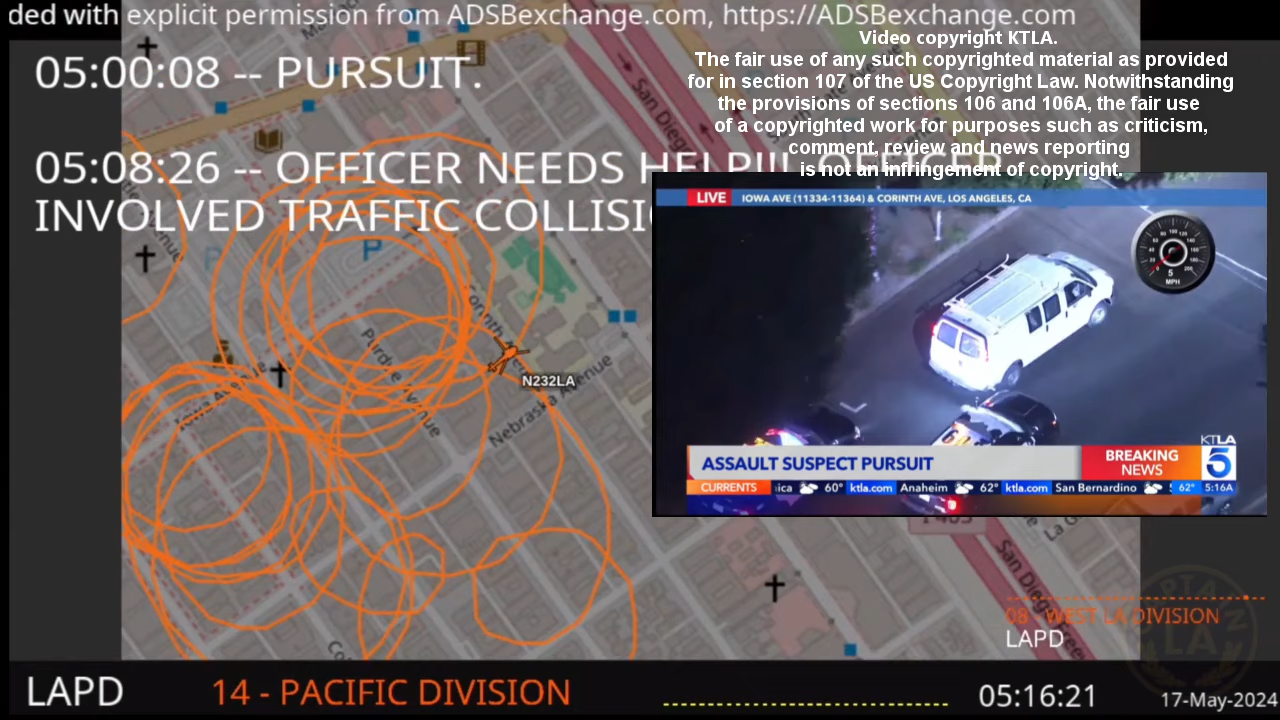 ded with explicit permission from ADSBexchange.com, https://ADSBexchange.com
Video copyright KTLA.
The fair use of any such copyrighted material as provided
for in section 107 of the US Copyright Law. Notwithstanding
the provisions of sections 106 and 106A, the fair use
of a copyrighted work for purposes such as criticism,
comment, review and news reporting
is not an infringement of copyright.
05:00:08 -- PURSUIT.
05:08:26 -- OFFICER NEEDS HELP!!! OFFICER
INVOLVED TRAFFIC COLLISI
San Diego
P
P
Corinth
Purdue Avenue
Iowa Avenue
Nebraska Avenue
N232LA
LIVE IOWA AVE (11334-11364) & CORINTH AVE, LOS ANGELES, CA
5
MPH
ASSAULT SUSPECT PURSUIT
BREAKING
NEWS
KTLA
5
CURRENTS ica 60° ktla.com Anaheim 62° ktla.com San Bernardino 62° 5:16A
San Diego Free
08 - WEST LA DIVISION
LAPD
LAPD
14 - PACIFIC DIVISION
05:16:21
17-May-2024